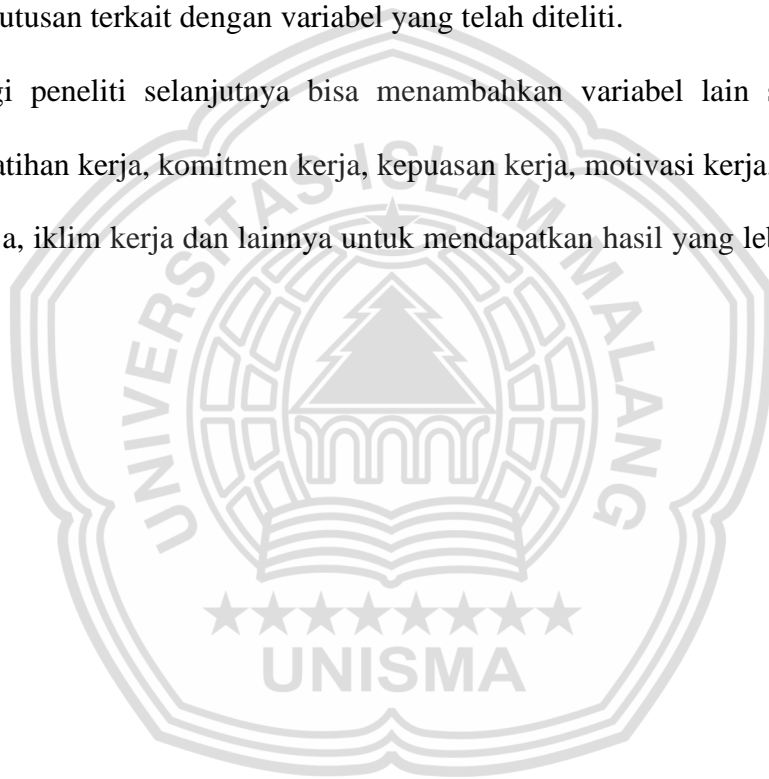 utusan terkait dengan variabel yang telah diteliti.
gi peneliti selanjutnya bisa menambahkan variabel lain s
atihan kerja, komitmen kerja, kepuasan kerja, motivasi kerja
a, iklim kerja dan lainnya untuk mendapatkan hasil yang leb
UNIVERSITAS ISLAM MALANG
UNISMA